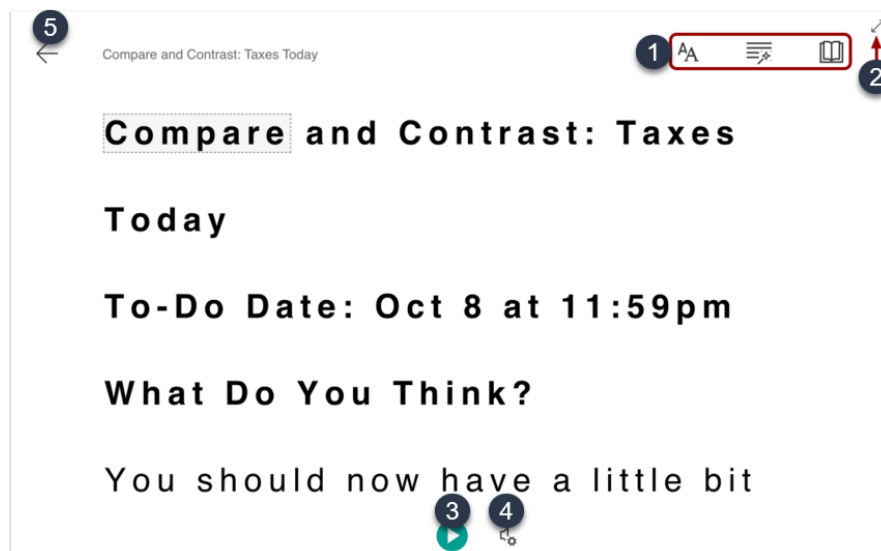 5
Compare and Contrast: Taxes Today
1
AA
2
Compare and Contrast: Taxes
Today
To-Do Date: Oct 8 at 11:59pm
What Do You Think?
You should now have a little bit
3
4